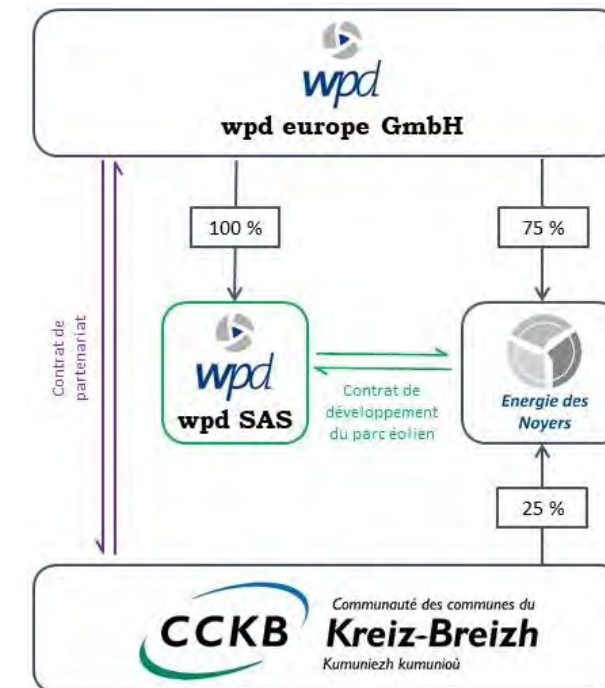 wpd
wpd europe GmbH
100 %
75 %
Contrat de
partenariat
wpd
wpd SAS
Contrat de
développement
du parc éolien
Energie des
Noyers
25 %
CCKB
Communauté des communes du
Kreiz-Breizh
Kumuniezh kumunioù